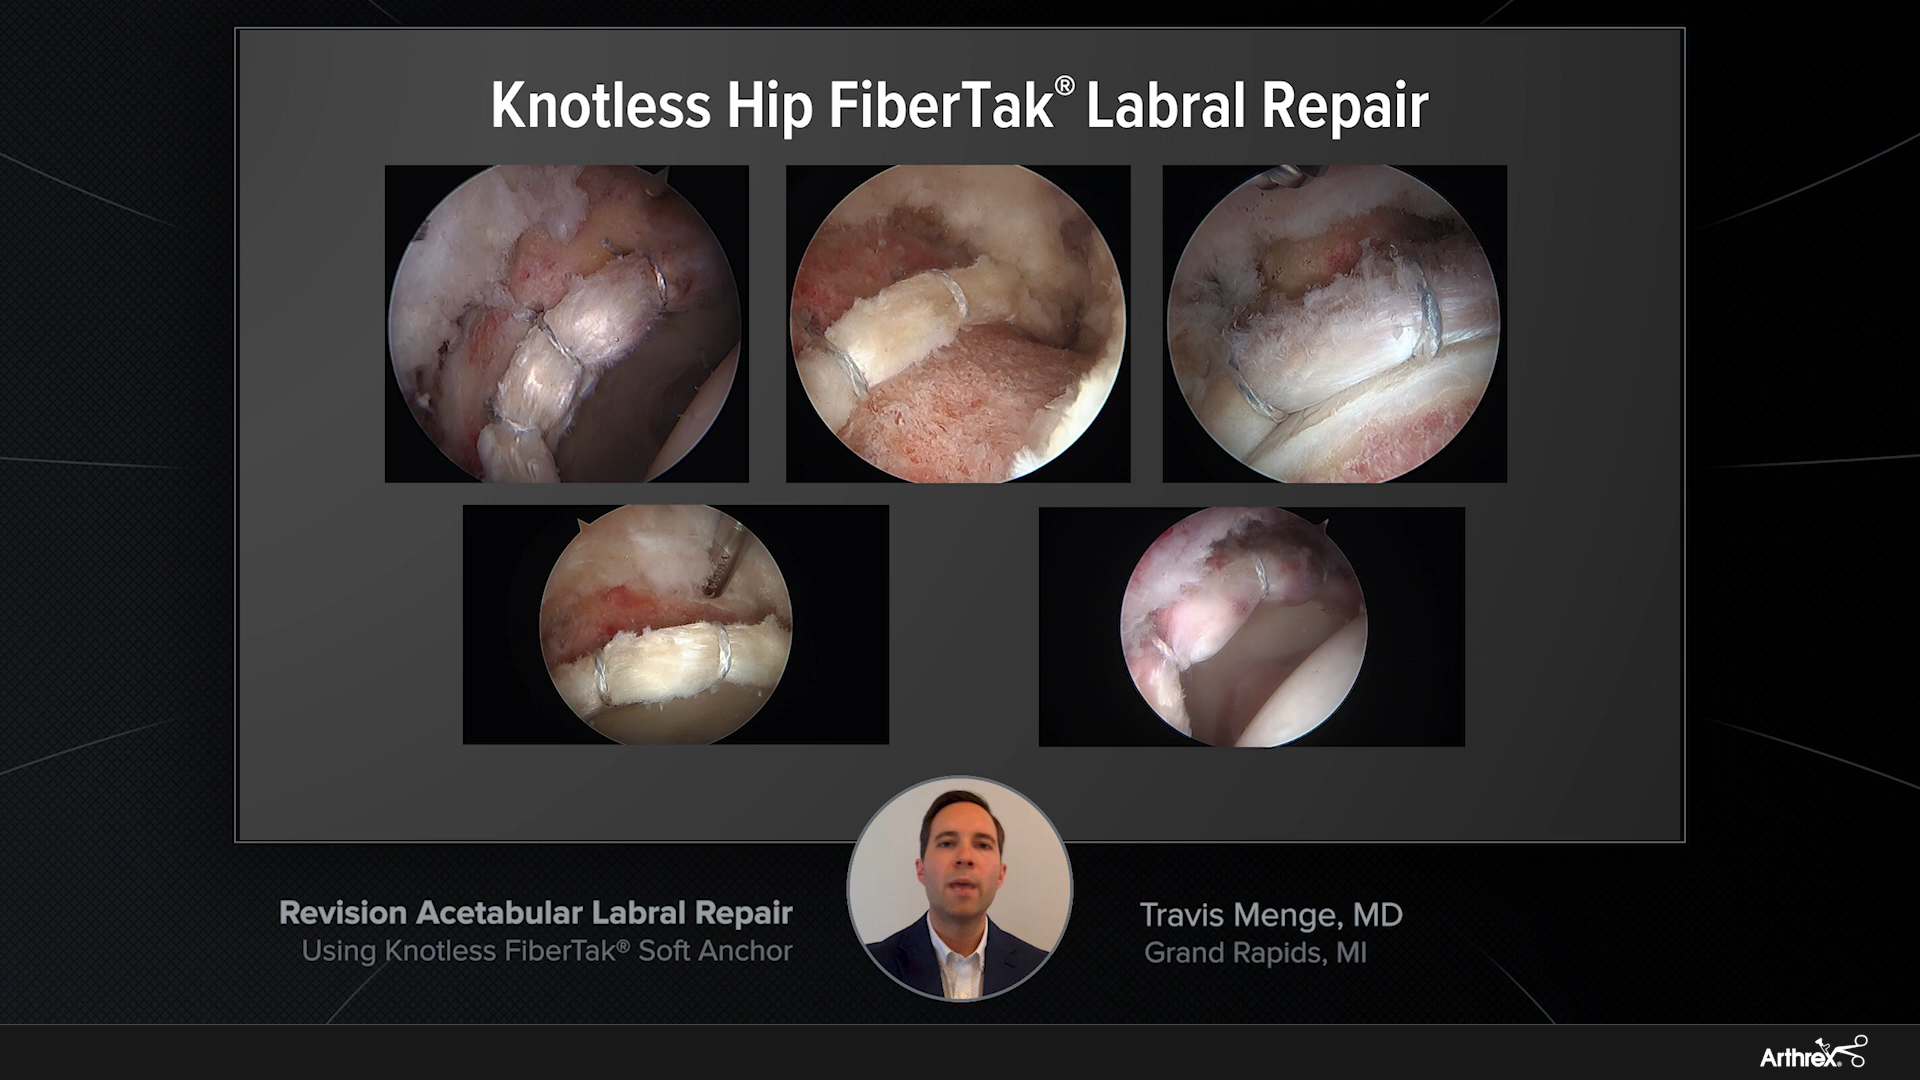 Knotless Hip FiberTak® Labral Repair
Revision Acetabular Labral Repair
Using Knotless FiberTak® Soft Anchor
Travis Menge, MD
Grand Rapids, MI
Arthrex®